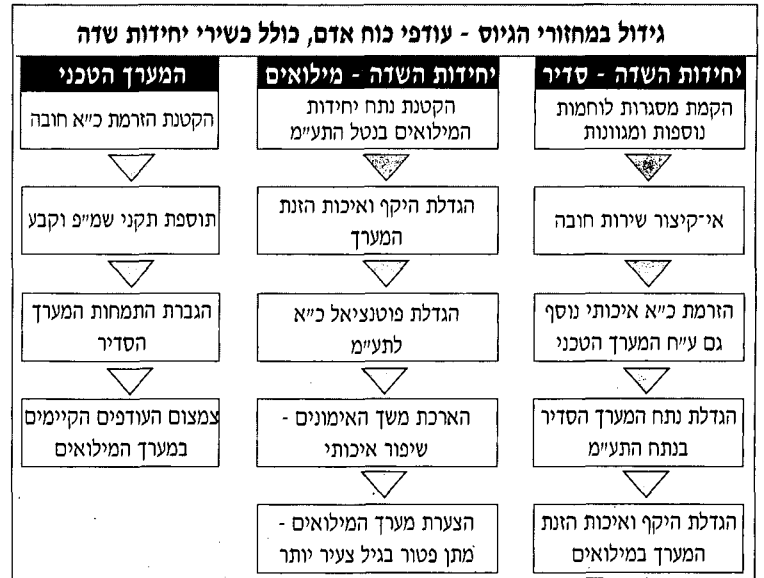 גידול במחזורי הגיוס - עודפי כוח אדם, כולל כשירי יחידות שדה
יחידות השדה - סדיר
הקמת מסגרות לוחמות
נוספות ומגוונות
אי־קיצור שירות חובה
הזרמת כ״א איכותי נוסף
גם ע״ח המערך הטכני
הגדלת נתח המערך הסדיר
בנתח התע״מ
הגדלת היקף ואיכות הזנת
המערך במילואים
יחידות השדה - מילואים
הקטנת נתח יחידות
המילואים בנטל התע״מ
הגדלת היקף ואיכות הזנת
המערך
הגדלת פוטנציאל כ״א
לתע״מ
הארכת משך האימונים -
שיפור איכותי
הצערת מערך המילואים -
מתן פטור בגיל צעיר יותר
המערך הטכני
הקטנת הזרמת כ״א חובה
תוספת תקני שמ״פ וקבע
הגברת התמחות המערך
הסדיר
צמצום העודפים הקיימים
במערך המילואים